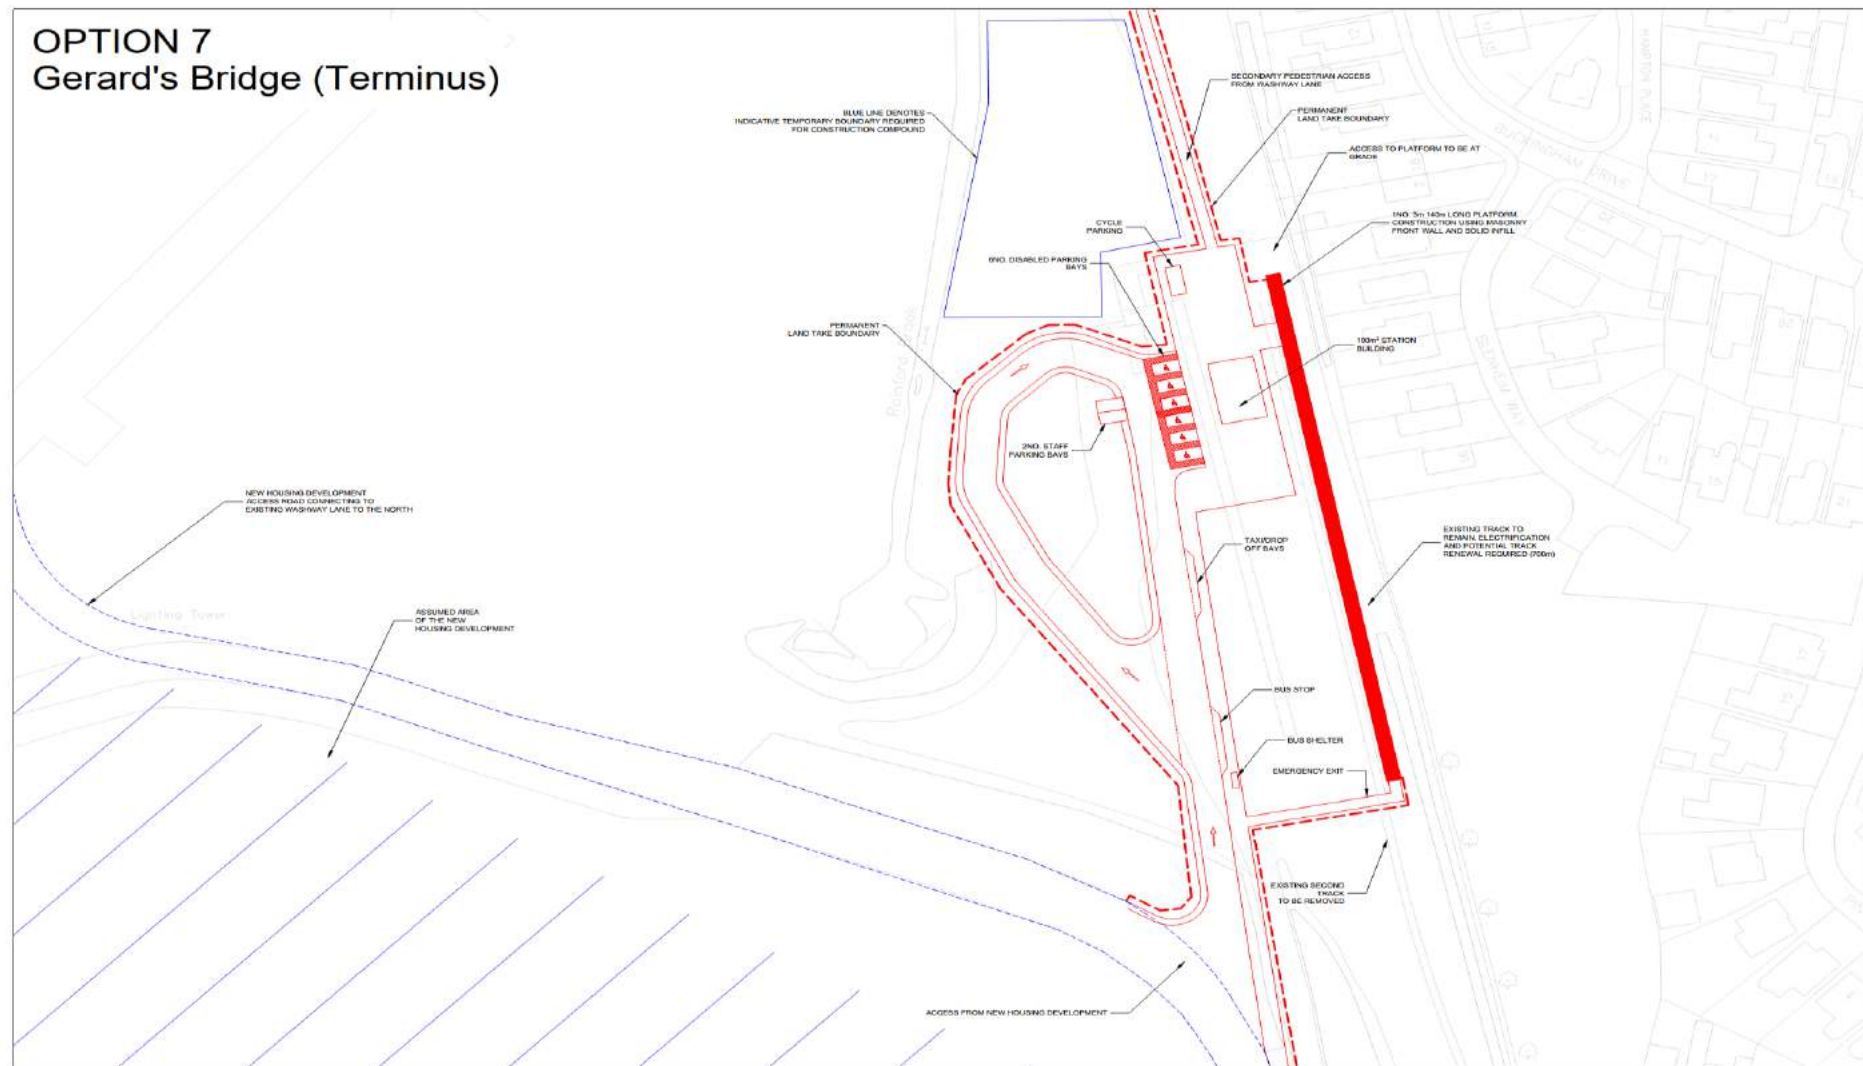 OPTION 7
Gerard's Bridge (Terminus)
SECONDARY PEDESTRIAN ACCESS
FROM WASHWAY LANE
BLUE LINE DENOTES
INDICATIVE TEMPORARY BOUNDARY REQUIRED
FOR CONSTRUCTION COMPOUND
PERMANENT
LAND TAKE BOUNDARY
ACCESS TO PLATFORM TO BE AT
GRADE
1NO. 5m 140m LONG PLATFORM.
CONSTRUCTION USING MASONRY
FRONT WALL AND SOLID INFILL
CYCLE
PARKING
6NO. DISABLED PARKING
BAYS
PERMANENT
LAND TAKE BOUNDARY
STATION
BUILDING
2NO. STAFF
PARKING BAYS
NEW HOUSING DEVELOPMENT
ACCESS ROAD CONNECTING TO
EXISTING WASHWAY LANE TO THE NORTH
EXISTING TRACK TO
REMAIN. ELECTRIFICATION
AND POTENTIAL TRACK
RENEWAL REQUIRED (700m)
TAXI/DROP
OFF BAYS
Lighting Tower
ASSUMED AREA
OF THE NEW
HOUSING DEVELOPMENT
BUS STOP
BUS SHELTER
EMERGENCY EXIT
EXISTING SECOND
TRACK
TO BE REMOVED
ACCESS FROM NEW HOUSING DEVELOPMENT
Rainford Brook
DRIVE